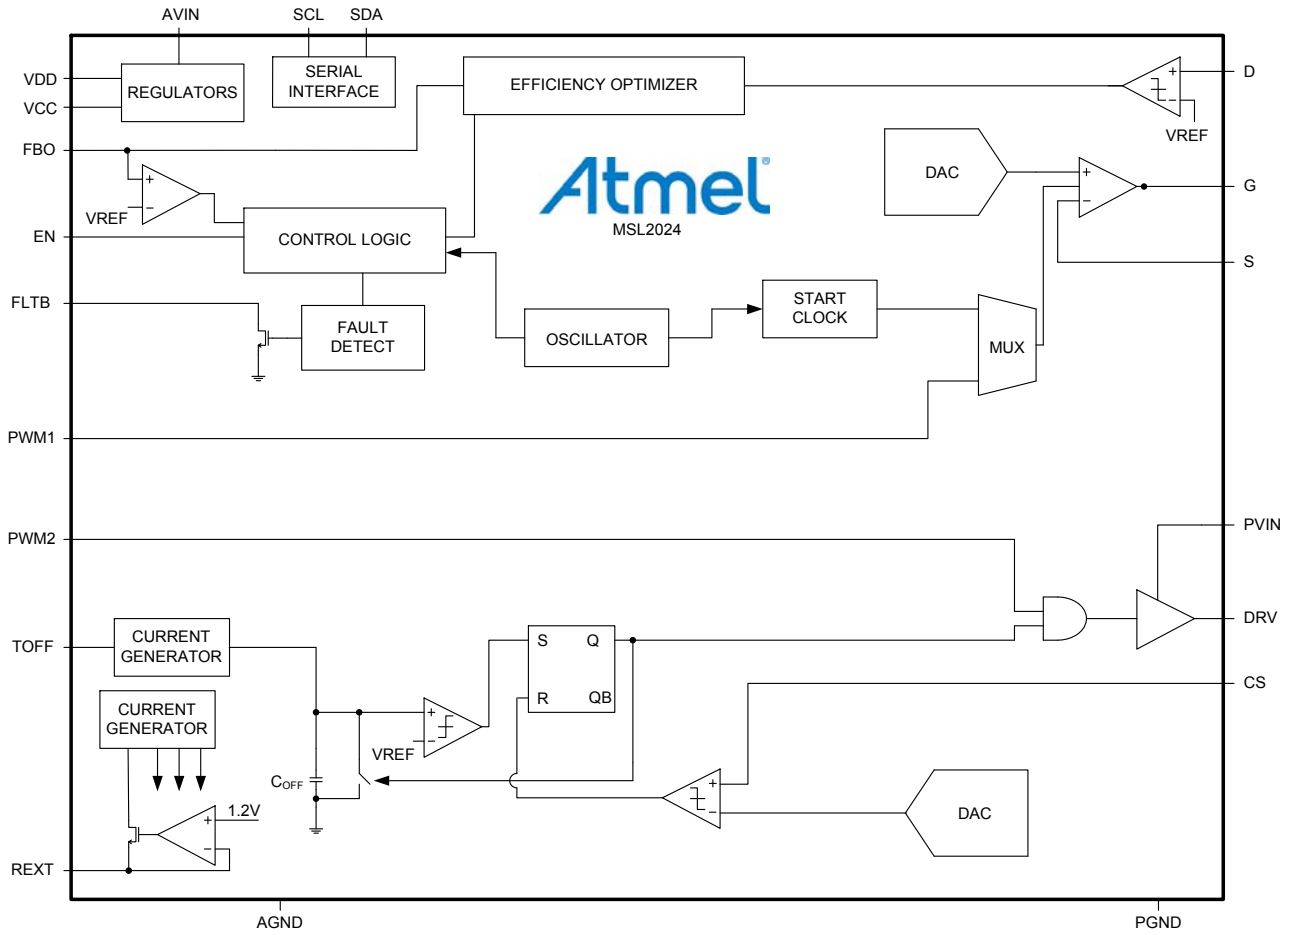 AVIN
SCL SDA
VDD
VCC
REGULATORS
SERIAL
INTERFACE
EFFICIENCY OPTIMIZER
+
−
D
VREF
FBO
+
−
VREF
Atmel®
MSL2024
DAC
+
−
G
EN
CONTROL LOGIC
S
FLTB
FAULT
DETECT
OSCILLATOR
START
CLOCK
MUX
PWM1
PWM2
PVIN
TOFF
CURRENT
GENERATOR
S Q
R QB
DRV
CS
CURRENT
GENERATOR
+
−
VREF
COFF
+
−
DAC
1.2V
+
−
REXT
AGND
PGND